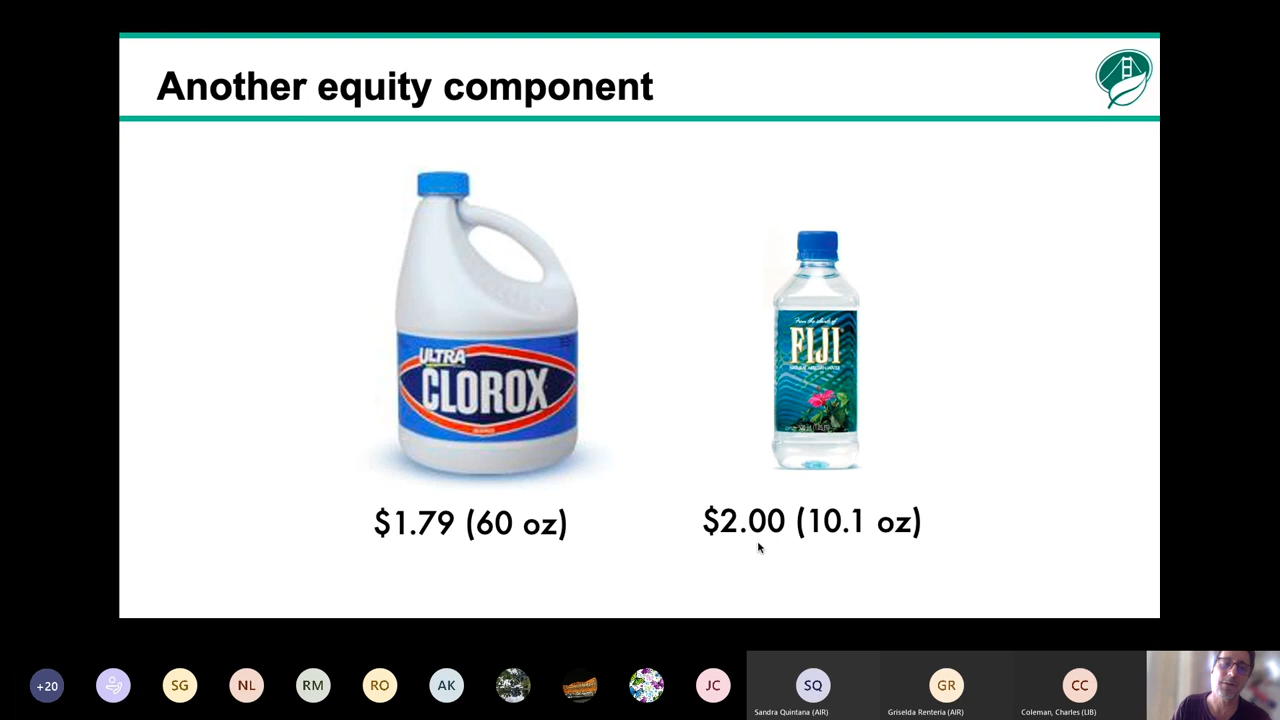 Another equity component
ULTRA
CLOROX
FIJI
$1.79 (60 oz)
$2.00 (10.1 oz)
+20
SG
NL
RM
RO
AK
JC
SQ
GR
CC
Sandra Quintana (AIR)
Griselda Renteria (AIR)
Coleman, Charles (LIB)